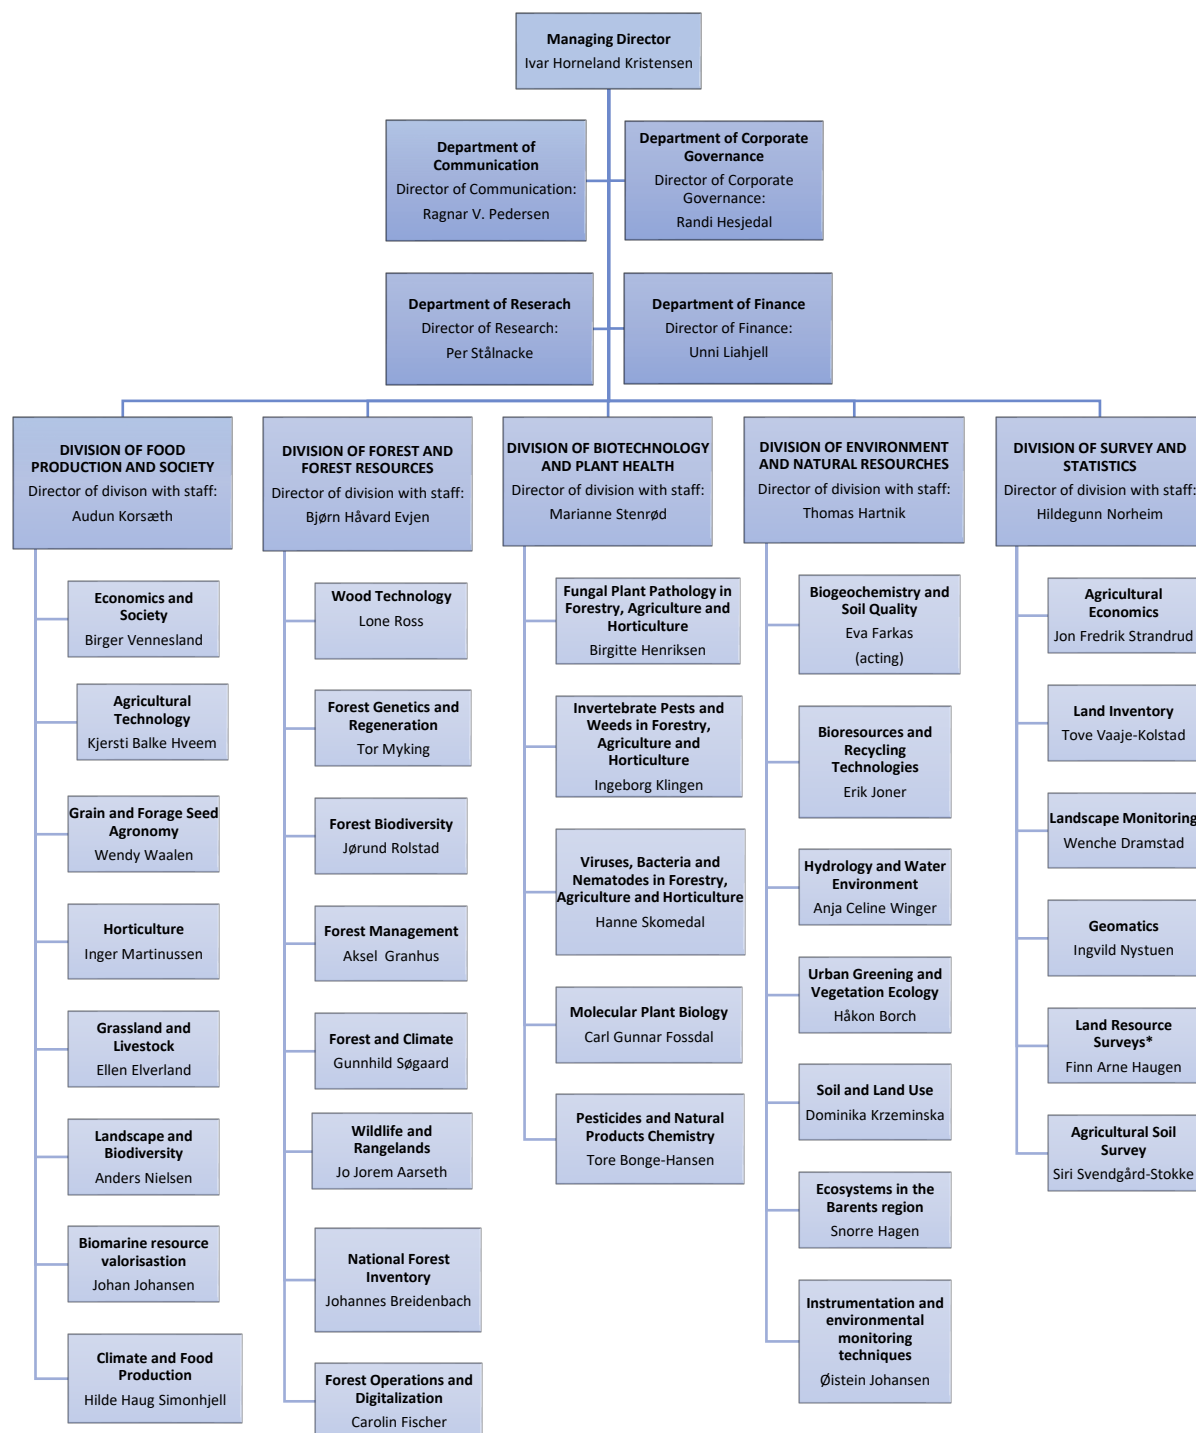 Managing Director
Ivar Horneland Kristensen
Department of
Communication
Director of Communication:
Ragnar V. Pedersen
Department of Corporate
Governance
Director of Corporate
Governance:
Randi Hesjedal
Department of Reserach
Director of Research:
Per Stålnacke
Department of Finance
Director of Finance:
Unni Liahjell
DIVISION OF FOOD
PRODUCTION AND SOCIETY
Director of divison with staff:
Audun Korsæth
Economics and
Society
Birger Vennesland
Agricultural
Technology
Kjersti Balke Hveem
Grain and Forage Seed
Agronomy
Wendy Waalen
Horticulture
Inger Martinussen
Grassland and
Livestock
Ellen Elverland
Landscape and
Biodiversity
Anders Nielsen
Biomarine resource
valorisastion
Johan Johansen
Climate and Food
Production
Hilde Haug Simonhjell
DIVISION OF FOREST AND
FOREST RESOURCES
Director of division with staff:
Bjørn Håvard Evjen
Wood Technology
Lone Ross
Forest Genetics and
Regeneration
Tor Myking
Forest Biodiversity
Jørund Rolstad
Forest Management
Aksel Granhus
Forest and Climate
Gunnhild Søgaard
Wildlife and
Rangelands
Jo Jorem Aarseth
National Forest
Inventory
Johannes Breidenbach
Forest Operations and
Digitalization
Carolin Fischer
DIVISION OF BIOTECHNOLOGY
AND PLANT HEALTH
Director of division with staff:
Marianne Stenrød
Fungal Plant Pathology in
Forestry, Agriculture and
Horticulture
Birgitte Henriksen
Invertebrate Pests and
Weeds in Forestry,
Agriculture and
Horticulture
Ingeborg Klingen
Viruses, Bacteria and
Nematodes in Forestry,
Agriculture and Horticulture
Hanne Skomedal
Molecular Plant Biology
Carl Gunnar Fossdal
Pesticides and Natural
Products Chemistry
Tore Bonge-Hansen
DIVISION OF ENVIRONMENT
AND NATURAL RESOURCHES
Director of division with staff:
Thomas Hartnik
Biogeochemistry and
Soil Quality
Eva Farkas
(acting)
Bioresources and
Recycling
Technologies
Erik Joner
Hydrology and Water
Environment
Anja Celine Winger
Urban Greening and
Vegetation Ecology
Håkon Borch
Soil and Land Use
Dominika Krzeminska
Ecosystems in the
Barents region
Snorre Hagen
Instrumentation and
environmental
monitoring
techniques
Øistein Johansen
DIVISION OF SURVEY AND
STATISTICS
Director of division with staff:
Hildegunn Norheim
Agricultural
Economics
Jon Fredrik Strandrud
Land Inventory
Tove Vaaje-Kolstad
Landscape Monitoring
Wenche Dramstad
Geomatics
Ingvild Nystuen
Land Resource
Surveys*
Finn Arne Haugen
Agricultural Soil
Survey
Siri Svendgård-Stokke